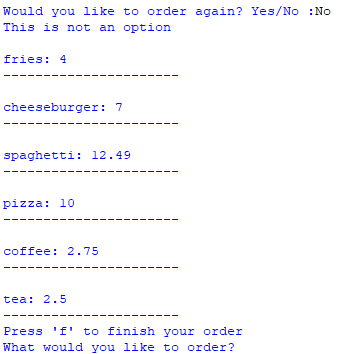 Would you like to order again? Yes/No :No
This is not an option
fries: 4
----------------------
cheeseburger: 7
----------------------
spaghetti: 12.49
----------------------
pizza: 10
----------------------
coffee: 2.75
----------------------
tea: 2.5
----------------------
Press 'f' to finish your order
What would you like to order?